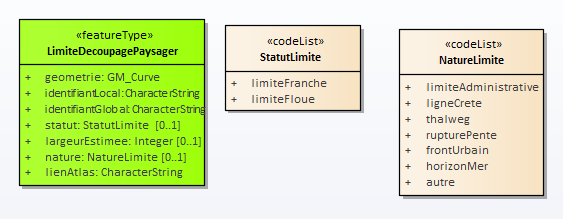 «featureType»
LimiteDecoupagePaysager
+ geometrie: GM_Curve
+ identifiantLocal:CharacterString
+ identifiantGlobal:CharacterString
+ statut: StatutLimite [0..1]
+ largeurEstimee: Integer [0..1]
+ nature: NatureLimite [0..1]
+ lienAtlas: CharacterString
«codeList»
StatutLimite
+ limiteFranche
+ limiteFloue
«codeList»
NatureLimite
+ limiteAdministrative
+ ligneCrete
+ thalweg
+ rupturePente
+ frontUrbain
+ horizonMer
+ autre